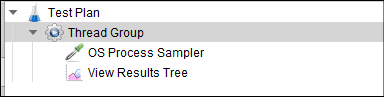 Test Plan
Thread Group
OS Process Sampler
View Results Tree